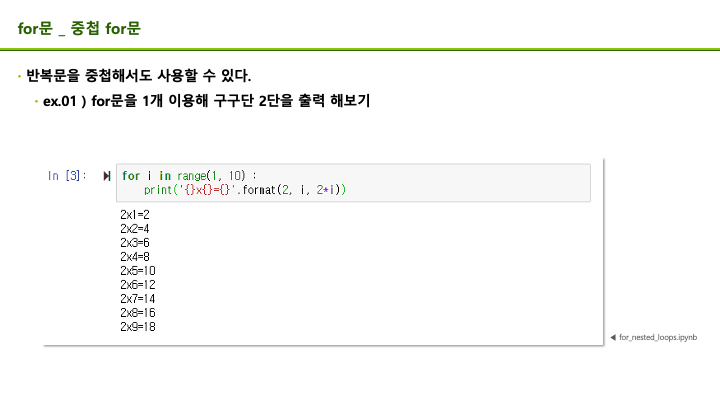 for문 _ 중첩 for문
• 반복문을 중첩해서도 사용할 수 있다.
• ex.01 ) for문을 1개 이용해 구구단 2단을 출력 해보기
In [3]:
for i in range(1, 10) :
print('{}x{}={}'.format(2, i, 2*i))
2x1=2
2x2=4
2x3=6
2x4=8
2x5=10
2x6=12
2x7=14
2x8=16
2x9=18
◀ for_nested_loops.ipynb